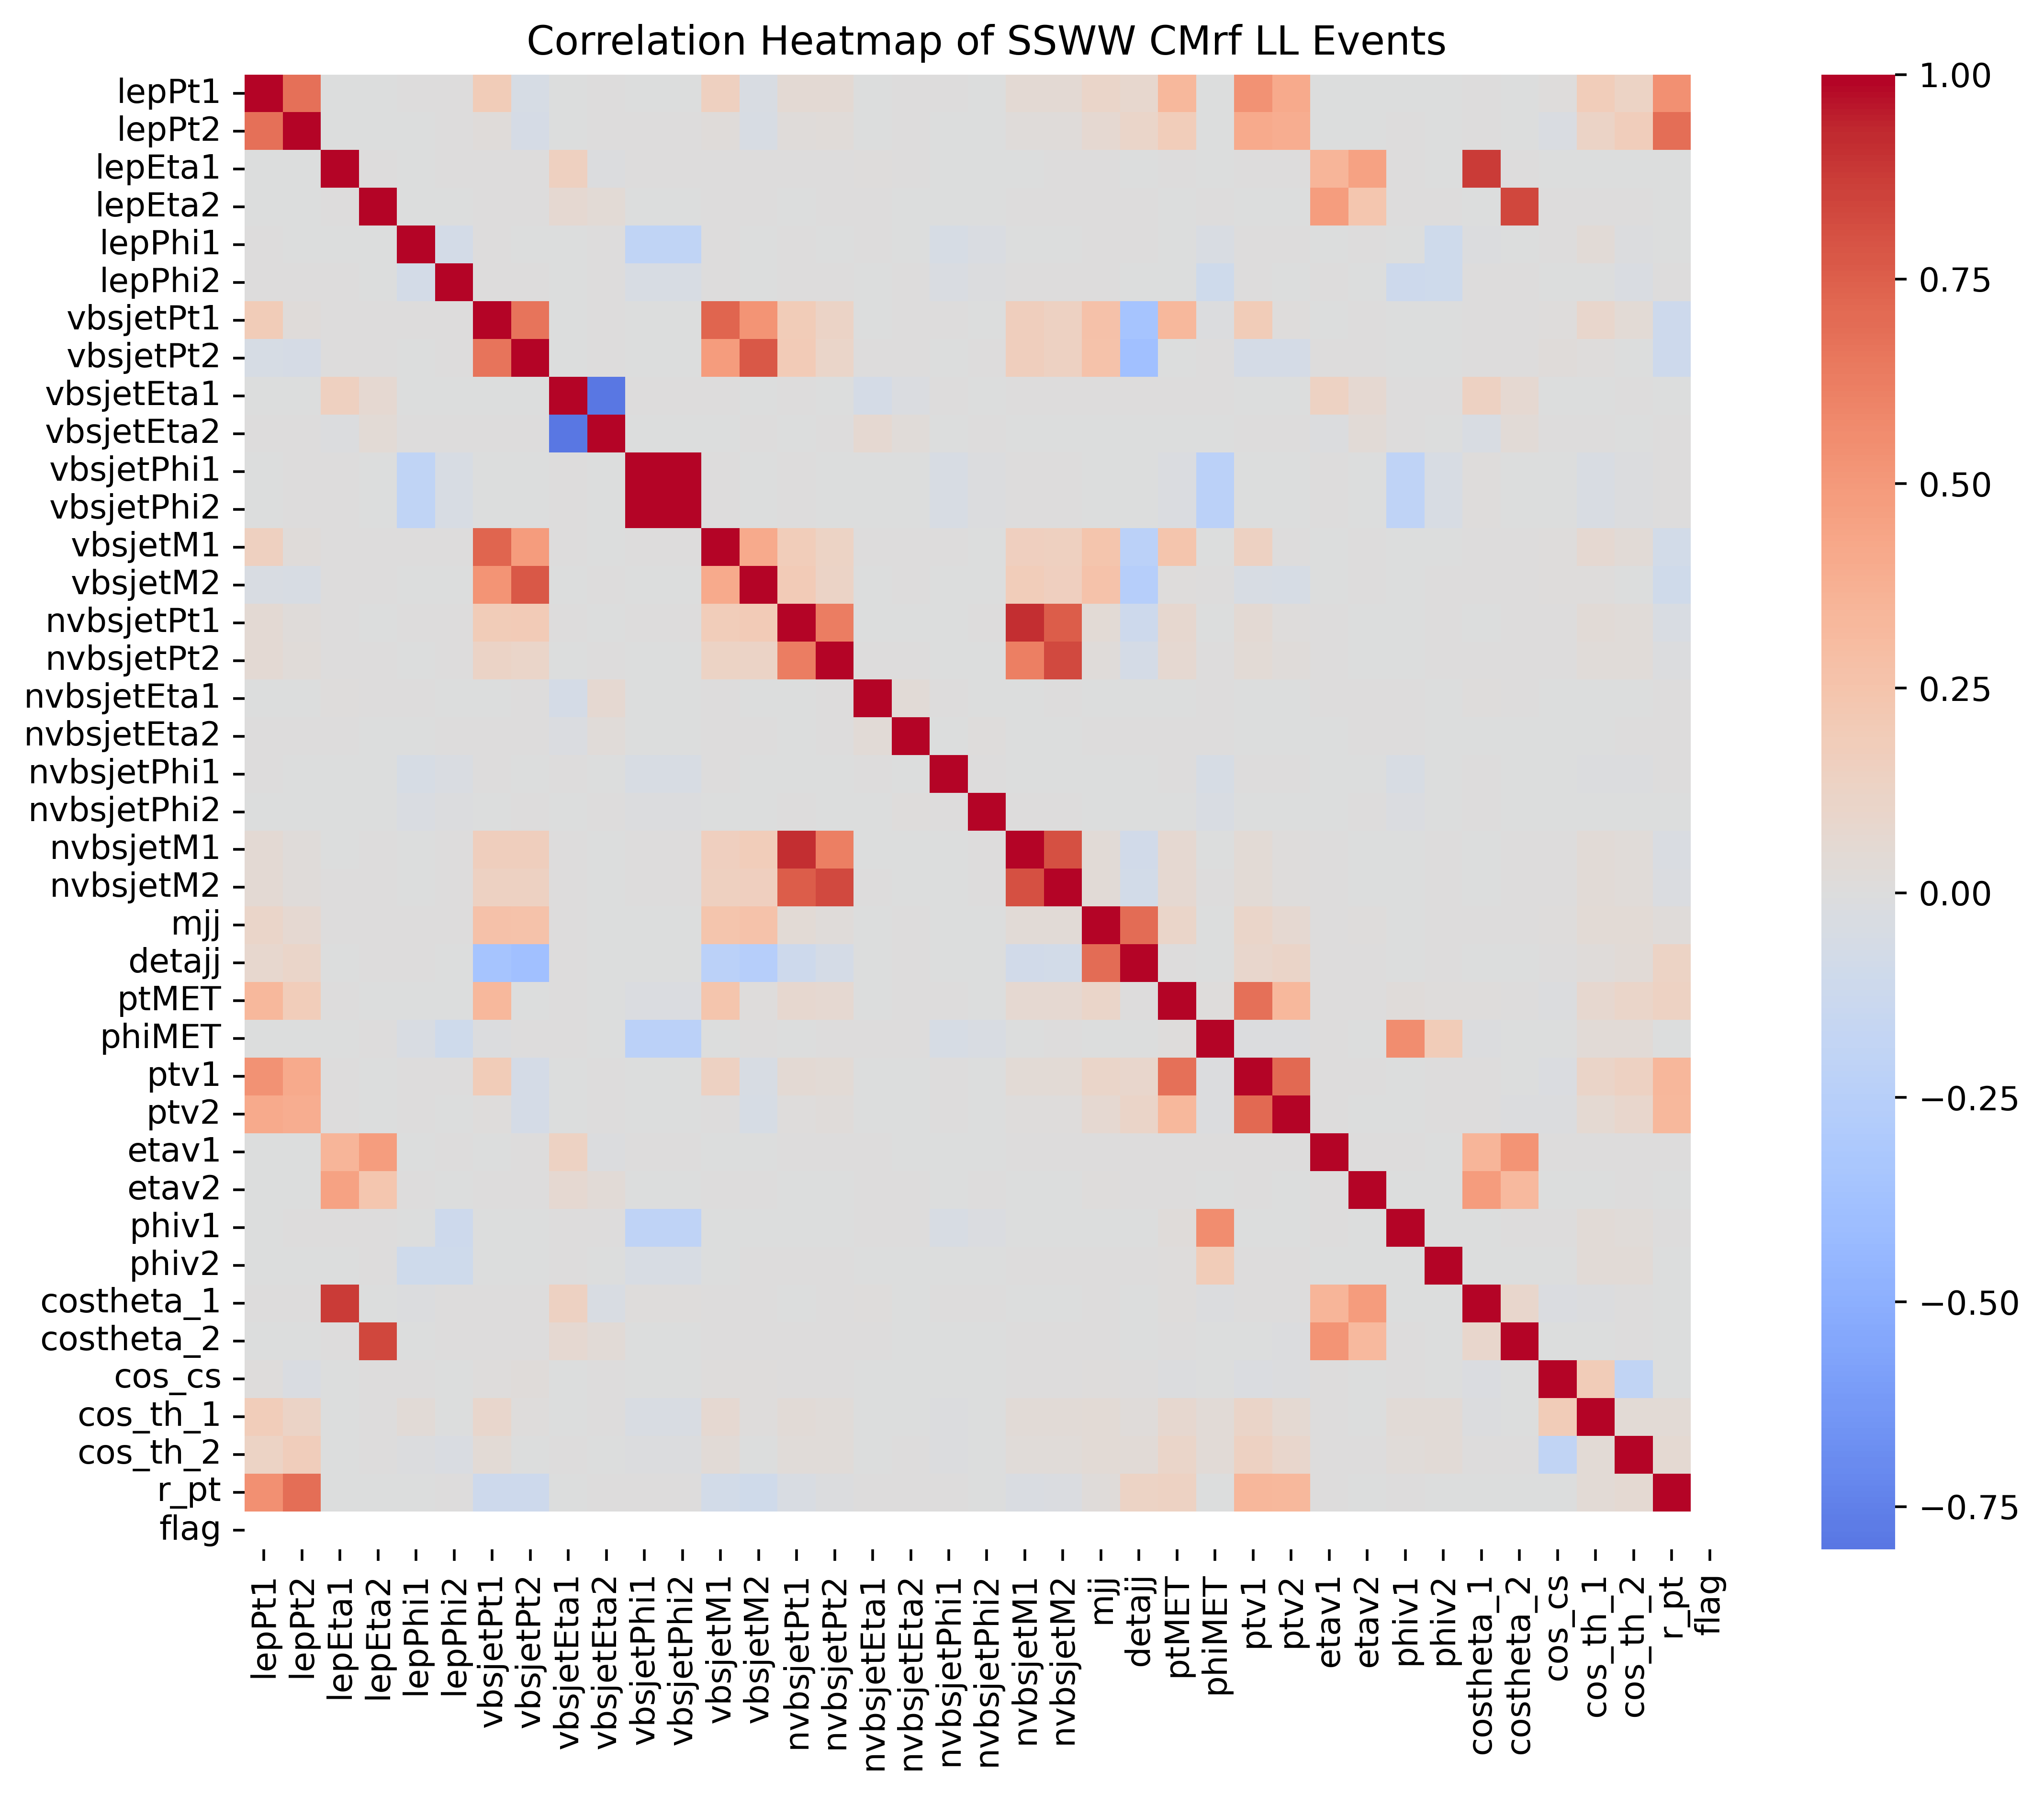 Correlation Heatmap of SSWW CMrf LL Events
lepPt1
lepPt2
lepEta1
lepEta2
lepPhi1
lepPhi2
vbsjetPt1
vbsjetPt2
vbsjetEta1
vbsjetEta2
vbsjetPhi1
vbsjetPhi2
vbsjetM1
vbsjetM2
nvbsjetPt1
nvbsjetPt2
nvbsjetEta1
nvbsjetEta2
nvbsjetPhi1
nvbsjetPhi2
nvbsjetM1
nvbsjetM2
mjj
detajj
ptMET
phiMET
ptv1
ptv2
etav1
etav2
phiv1
phiv2
costheta_1
costheta_2
cos_cs
cos_th_1
cos_th_2
r_pt
flag
lepPt1
lepPt2
lepEta1
lepEta2
lepPhi1
lepPhi2
vbsjetPt1
vbsjetPt2
vbsjetEta1
vbsjetEta2
vbsjetPhi1
vbsjetPhi2
vbsjetM1
vbsjetM2
nvbsjetPt1
nvbsjetPt2
nvbsjetEta1
nvbsjetEta2
nvbsjetPhi1
nvbsjetPhi2
nvbsjetM1
nvbsjetM2
mjj
detajj
ptMET
phiMET
ptv1
ptv2
etav1
etav2
phiv1
phiv2
costheta_1
costheta_2
cos_cs
cos_th_1
cos_th_2
r_pt
flag
1.00
0.75
0.50
0.25
0.00
−0.25
−0.50
−0.75